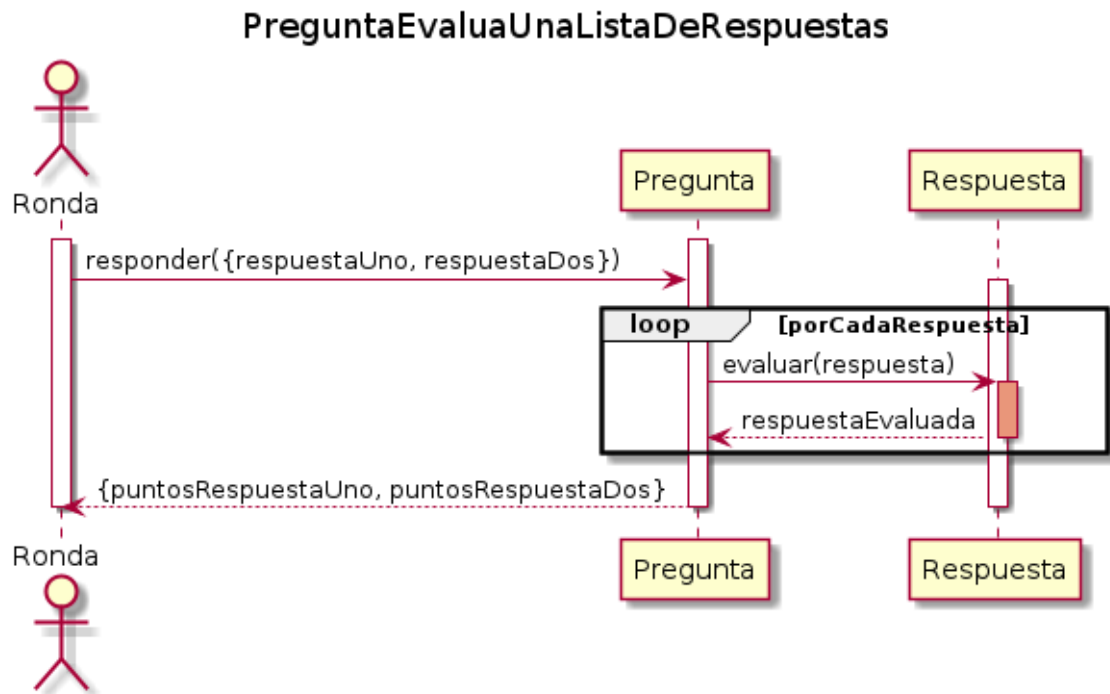 PreguntaEvaluaUnaListaDeRespuestas
Ronda
Pregunta
Respuesta
responder({respuestaUno, respuestaDos})
loop
[porCadaRespuesta]
evaluar(respuesta)
respuestaEvaluada
{puntosRespuestaUno, puntosRespuestaDos}
Ronda
Pregunta
Respuesta